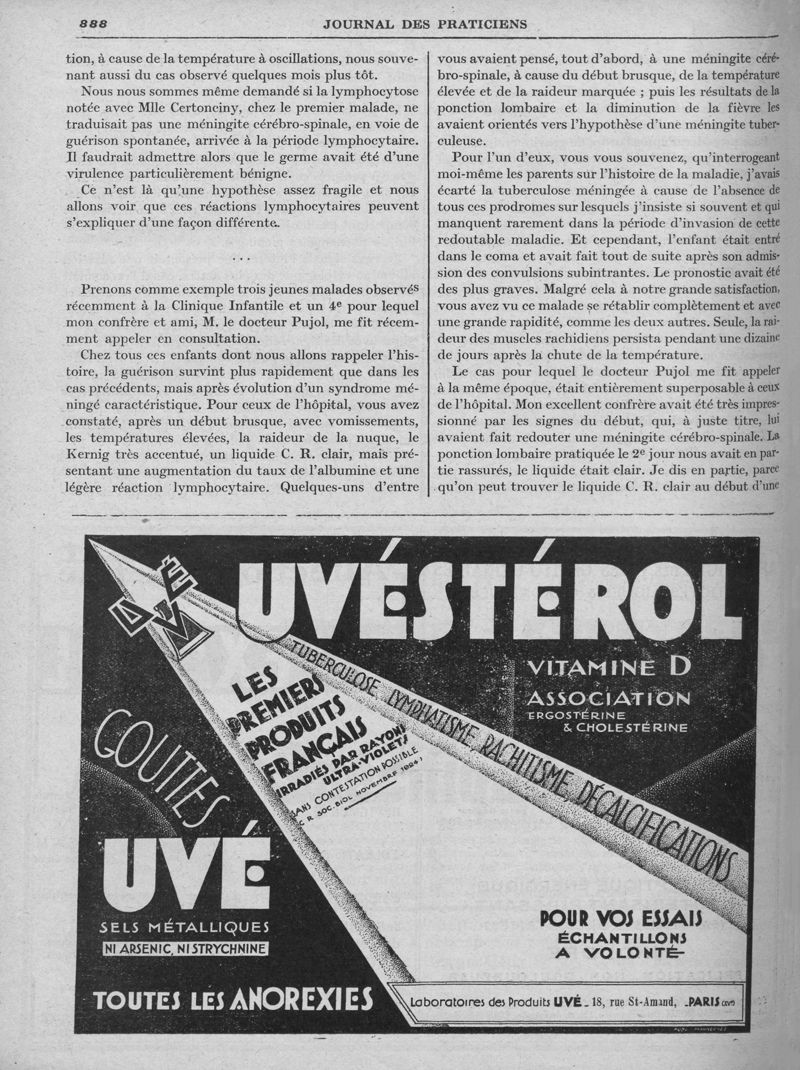 888
JOURNAL DES PRATICIENS
tion, à cause de la température à oscillations, nous souve-
nant aussi du cas observé quelques mois plus tôt.
Nous nous sommes même demandé si la lymphocytose
notée avec Mlle Certonciny, chez le premier malade, ne
traduisait pas une méningite cérébro-spinale, en voie de
guérison spontanée, arrivée à la période lymphocytaire.
Il faudrait admettre alors que le germe avait été d'une
virulence particulièrement bénigne.
Ce n'est là qu'une hypothèse assez fragile et nous
allons voir que ces réactions lymphocytaires peuvent
s'expliquer d'une façon différente.
...
Prenons comme exemple trois jeunes malades observés
récemment à la Clinique Infantile et un 4e pour lequel
mon confrère et ami, M. le docteur Pujol, me fit récem-
ment appeler en consultation.
Chez tous ces enfants dont nous allons rappeler l'his-
toire, la guérison survint plus rapidement que dans les
cas précédents, mais après évolution d'un syndrome mé-
ningé caractéristique. Pour ceux de l'hôpital, vous avez
constaté, après un début brusque, avec vomissements,
les températures élevées, la raideur de la nuque, le
Kernig très accentué, un liquide C. R. clair, mais pré-
sentant une augmentation du taux de l'albumine et une
légère réaction lymphocytaire. Quelques-uns d'entre
vous avaient pensé, tout d'abord, à une méningite céré-
bro-spinale, à cause du début brusque, de la température
élevée et de la raideur marquée ; puis les résultats de la
ponction lombaire et la diminution de la fièvre les
avaient orientés vers l'hypothèse d'une méningite tuber-
culeuse.
Pour l'un d'eux, vous vous souvenez, qu'interrogeant
moi-même les parents sur l'histoire de la maladie, j'avais
écarté la tuberculose méningée à cause de l'absence de
tous ces prodromes sur lesquels j'insiste si souvent et qui
manquent rarement dans la période d'invasion de cette
redoutable maladie. Et cependant, l'enfant était entré
dans le coma et avait fait tout de suite après son admis-
sion des convulsions subintrantes. Le pronostic avait été
des plus graves. Malgré cela à notre grande satisfaction,
vous avez vu ce malade se rétablir complètement et avec
une grande rapidité, comme les deux autres. Seule, la rai-
deur des muscles rachidiens persista pendant une dizaine
de jours après la chute de la température.
Le cas pour lequel le docteur Pujol me fit appeler
à la même époque, était entièrement superposable à ceux
de l'hôpital. Mon excellent confrère avait été très impres-
sionné par les signes du début, qui, à juste titre, lui
avaient fait redouter une méningite cérébro-spinale. La
ponction lombaire pratiquée le 2e jour nous avait en par-
tie rassurés, le liquide était clair. Je dis en partie, parce
qu'on peut trouver le liquide C. R. clair au début d'une
UVÉSTÉROL
VITAMINE D
ASSOCIATION
ERGOSTÉRINE
& CHOLESTÉRINE
TUBERCULOSE, LYMPHATISME, RACHITISME, DÉCALCIFICATIONS
LES
PREMIERS
PRODUITS
FRANÇAIS
IRRADIÉS PAR RAYONS
ULTRA-VIOLETS
SANS CONTESTATION POSSIBLE
C R SOC. BIOL NOVEMBRE 1924)
GOUTTES
UVÉ
SELS MÉTALLIQUES
NI ARSENIC, NI STRYCHNINE
TOUTES LES ANOREXIES
POUR VOS ESSAIS
ÉCHANTILLONS
A VOLONTÉ
Laboratoires des Produits UVÉ - 18, rue St-Amand, - PARIS (XVe)